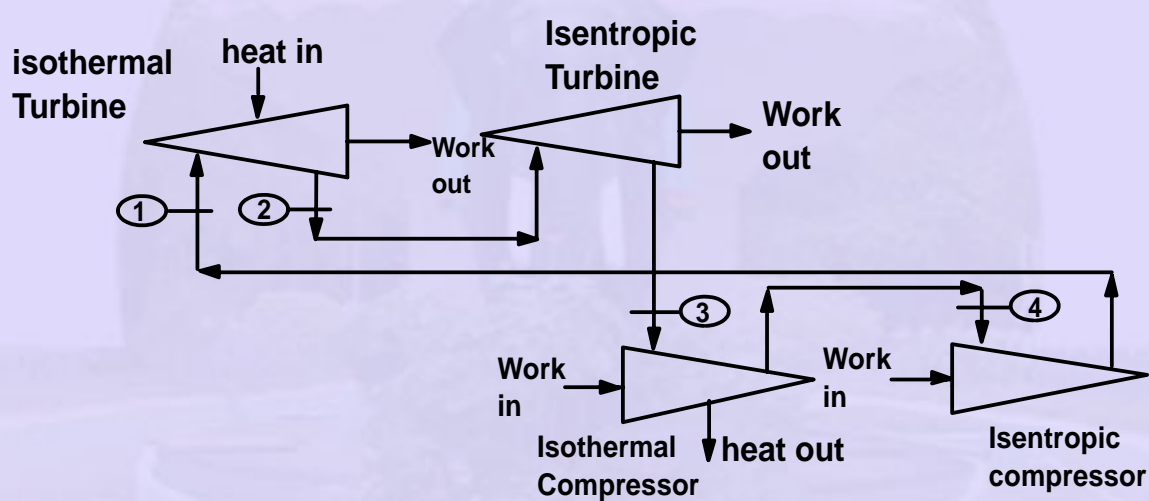 isothermal
Turbine
heat in
Isentropic
Turbine
Work
out
Work
out
1
2
3
4
Work
in
Work
in
Isothermal
Compressor
heat out
Isentropic
compressor